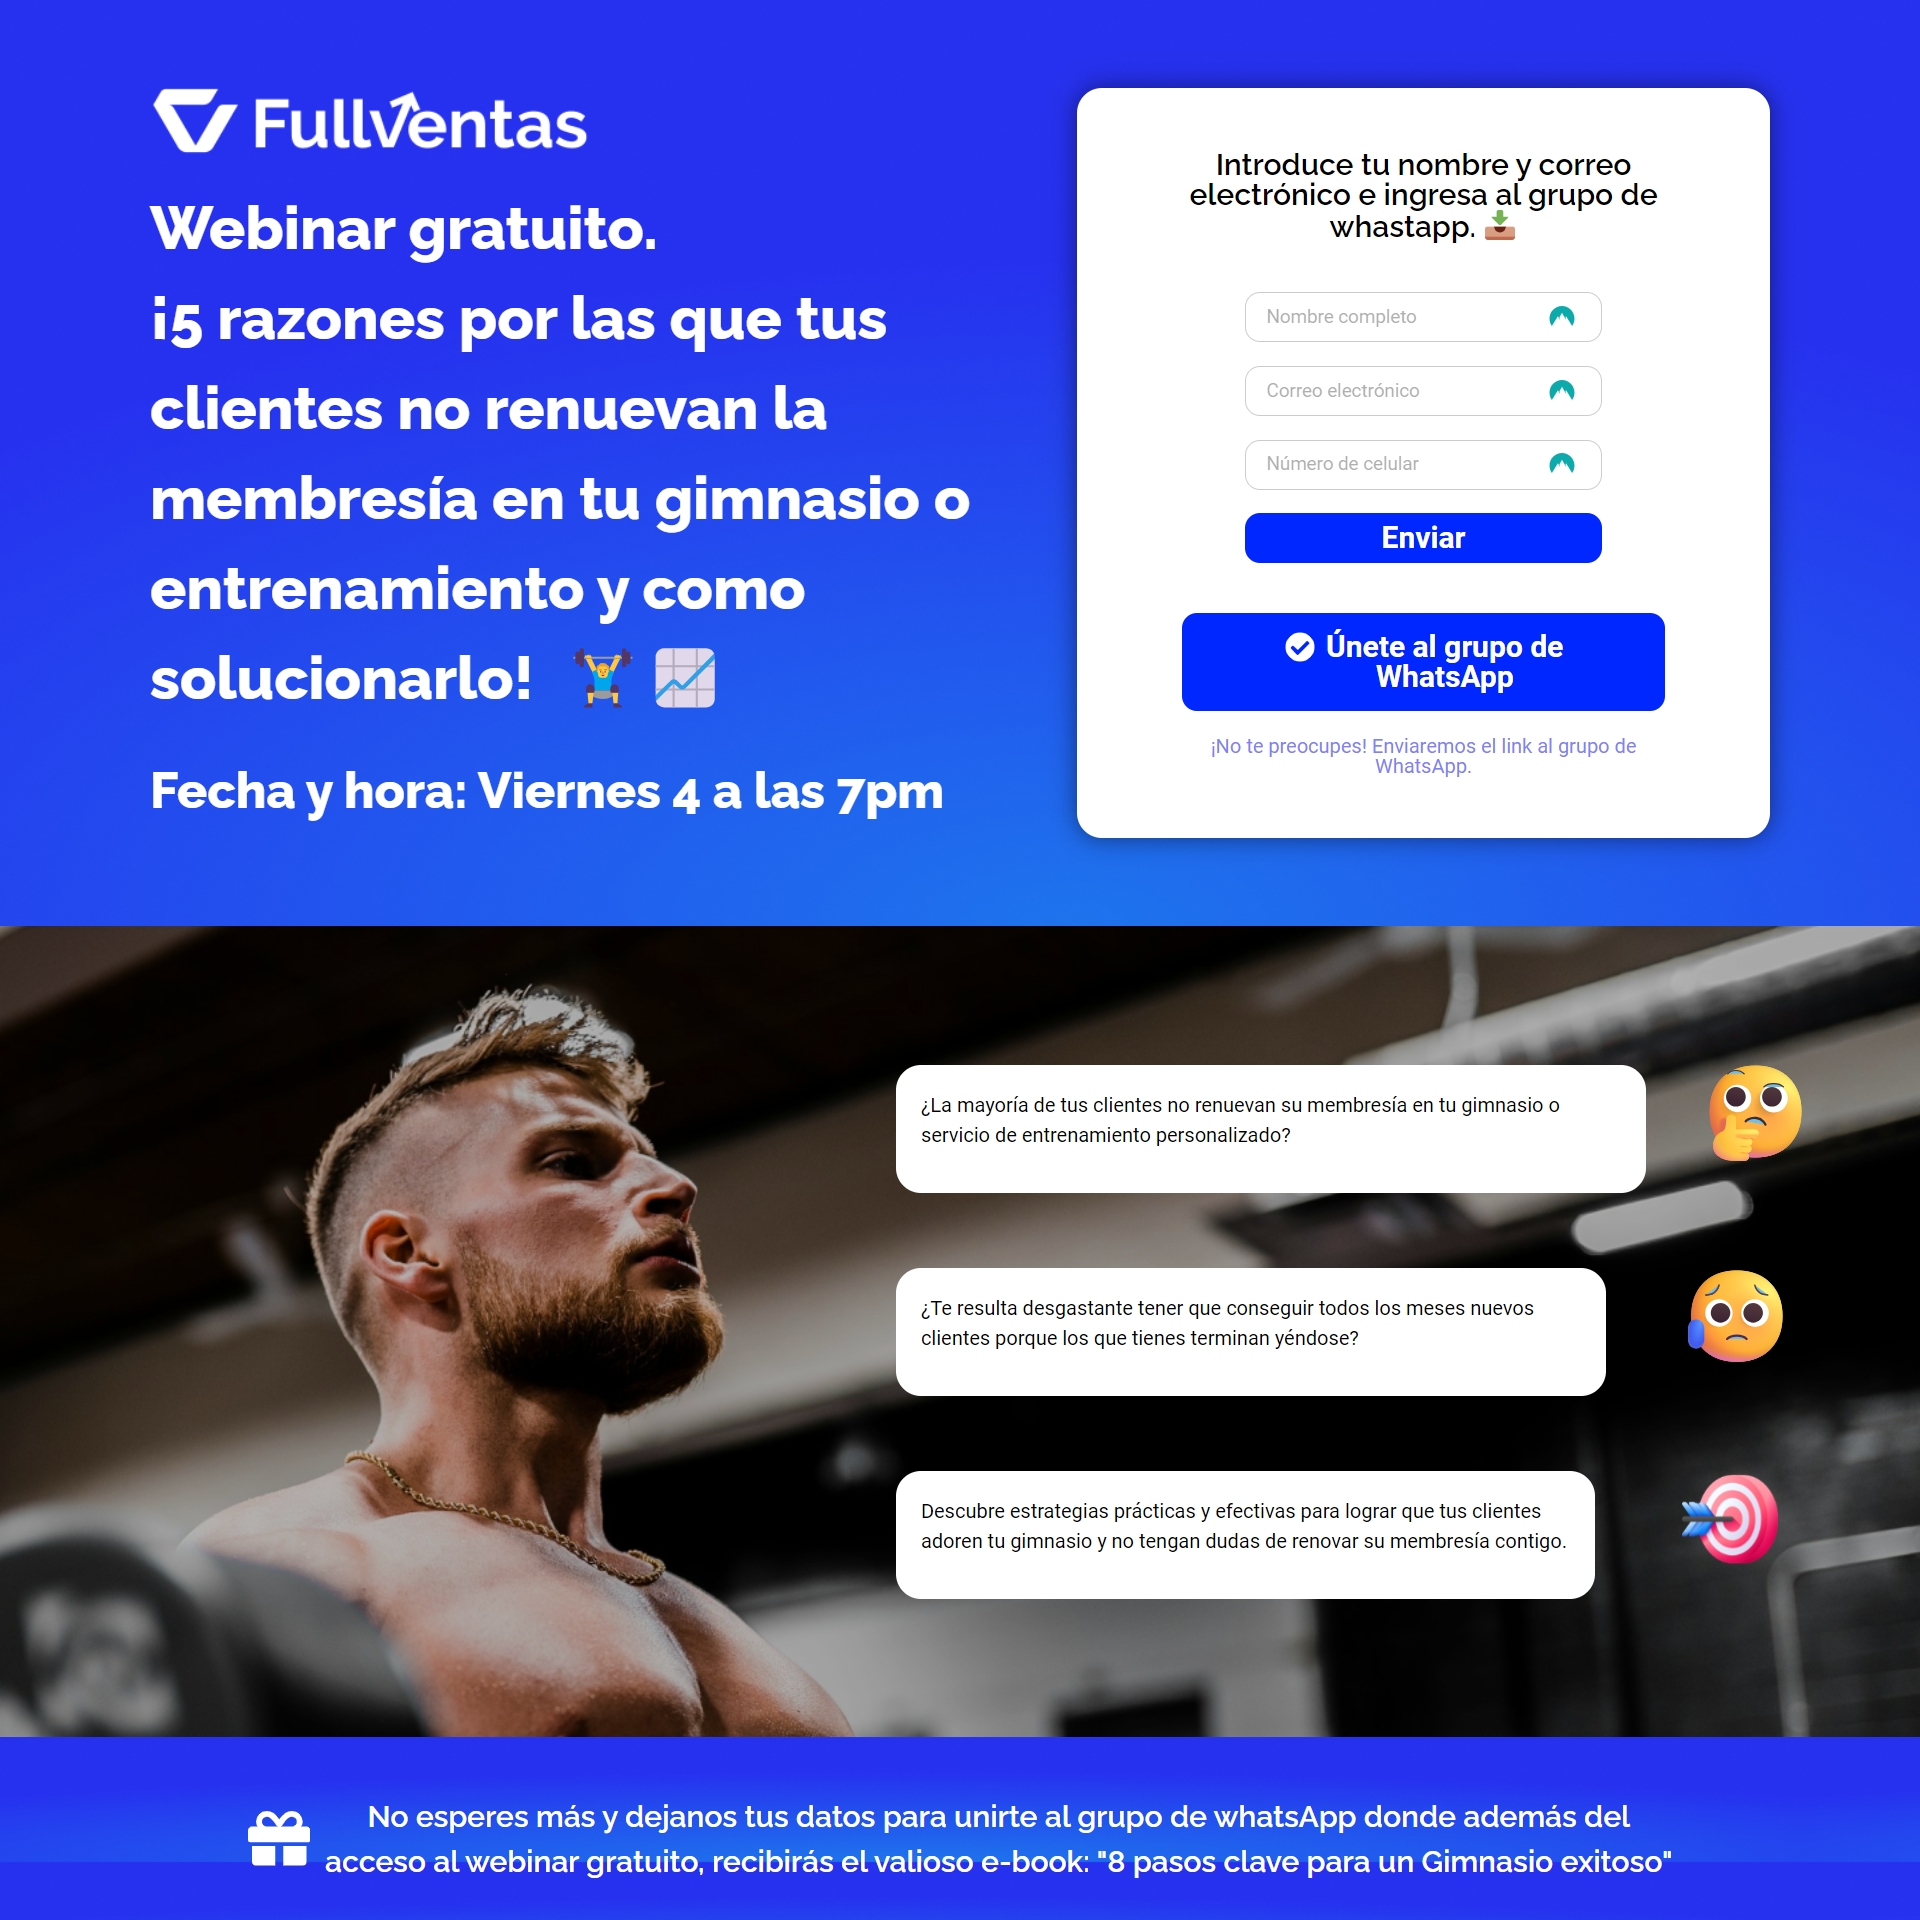 Fullventas
Webinar gratuito.
¡5 razones por las que tus
clientes no renuevan la
membresía en tu gimnasio o
entrenamiento y como
solucionarlo!
Fecha y hora: Viernes 4 a las 7pm
Introduce tu nombre y correo
electrónico e ingresa al grupo de
whastapp.
Nombre completo
Correo electrónico
Número de celular
Enviar
Únete al grupo de
WhatsApp
¡No te preocupes! Enviaremos el link al grupo de
WhatsApp.
¿La mayoría de tus clientes no renuevan su membresía en tu gimnasio o
servicio de entrenamiento personalizado?
¿Te resulta desgastante tener que conseguir todos los meses nuevos
clientes porque los que tienes terminan yéndose?
Descubre estrategias prácticas y efectivas para lograr que tus clientes
adoren tu gimnasio y no tengan dudas de renovar su membresía contigo.
No esperes más y dejanos tus datos para unirte al grupo de whatsApp donde además del
acceso al webinar gratuito, recibirás el valioso e-book: "8 pasos clave para un Gimnasio exitoso"